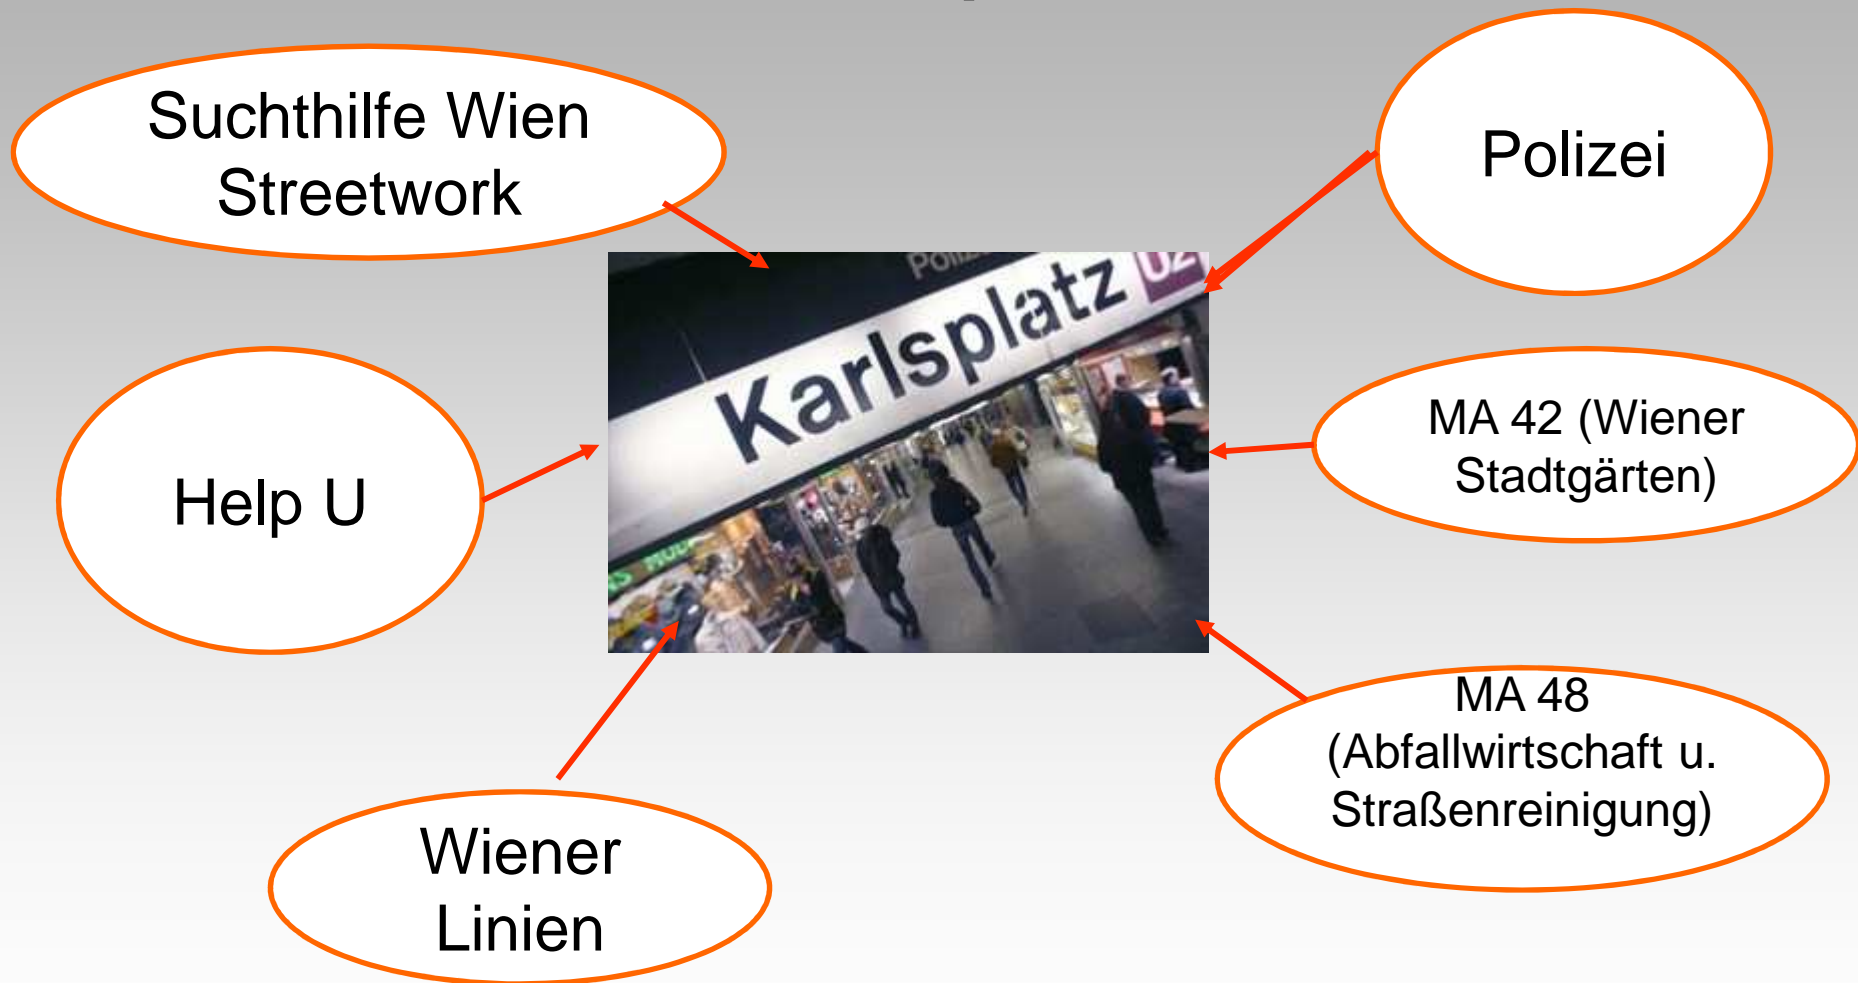 Suchthilfe Wien
Streetwork
Polizei
Karlsplatz U2
MA 42 (Wiener
Stadtgärten)
Help U
MA 48
(Abfallwirtschaft u.
Straßenreinigung)
Wiener
Linien